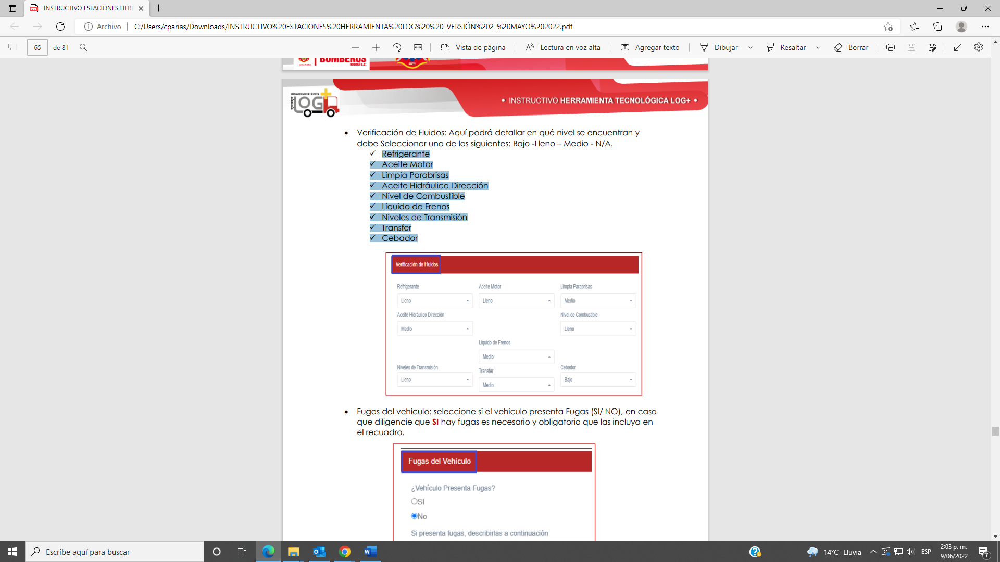 INSTRUCTIVO ESTACIONES HERR
Archivo
C:/Users/cparias/Downloads/INSTRUCTIVO%20ESTACIONES%20HERRAMIENTA%20LOG%20%20_VERSIÓN%202_%20MAYO%202022.pdf
65 de 81
Vista de página
Lectura en voz alta
Agregar texto
Dibujar
Resaltar
Borrar
BOMBEROS
BOGOTÁ D.C.
HERRAMIENTA MESA LOGÍSTICA
LOG
• INSTRUCTIVO HERRAMIENTA TECNOLÓGICA LOG+ •
• Verificación de Fluidos: Aquí podrá detallar en qué nivel se encuentran y
debe Seleccionar uno de los siguientes: Bajo -Lleno – Medio - N/A.
✓ Refrigerante
✓ Aceite Motor
✓ Limpia Parabrisas
✓ Aceite Hidráulico Dirección
✓ Nivel de Combustible
✓ Líquido de Frenos
✓ Niveles de Transmisión
✓ Transfer
✓ Cebador
Verificación de Fluidos
Refrigerante Aceite Motor Limpia Parabrisas
Lleno Lleno Medio
Aceite Hidráulico Dirección Nivel de Combustible
Medio Lleno
Liquido de Frenos
Medio
Niveles de Transmisión Transfer Cebador
Lleno Medio Bajo
• Fugas del vehículo: seleccione si el vehículo presenta Fugas (SI/ NO), en caso
que diligencie que SI hay fugas es necesario y obligatorio que las incluya en
el recuadro.
Fugas del Vehículo
¿Vehículo Presenta Fugas?
SI
No
Si presenta fugas, describirlas a continuación
Escribe aquí para buscar
14°C Lluvia
ESP
2:03 p. m.
9/06/2022
7